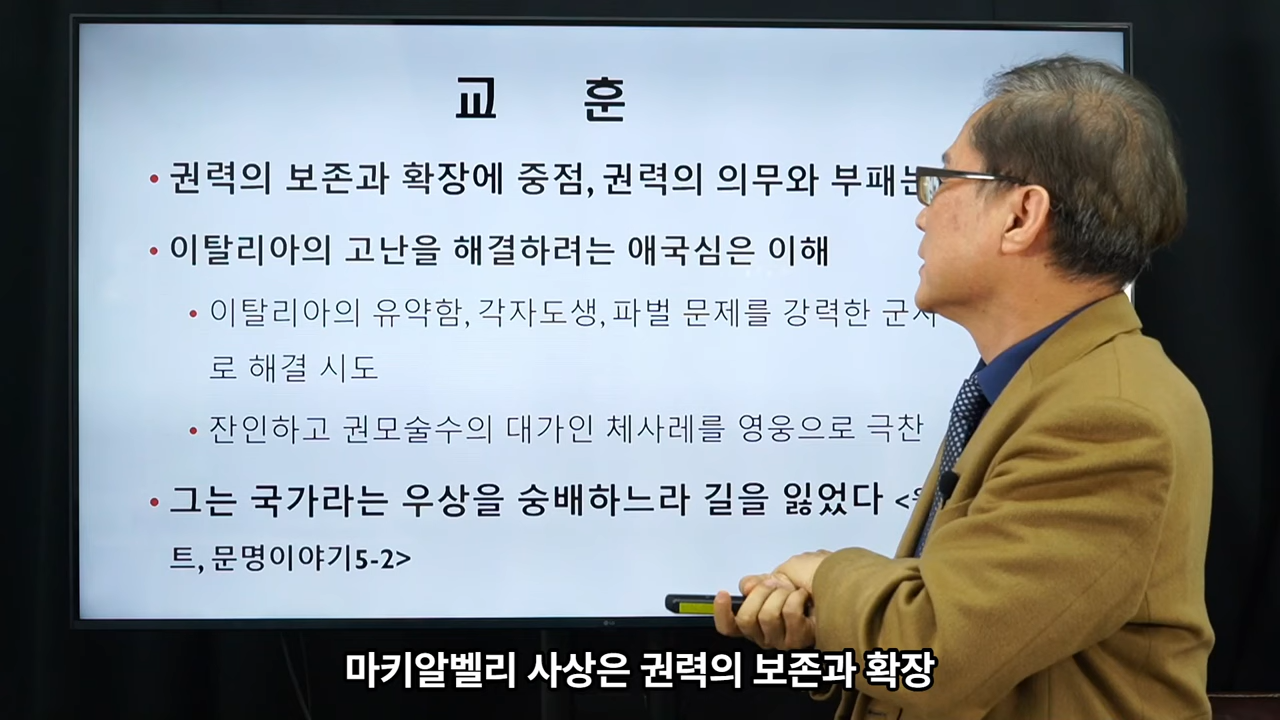 교 훈
• 권력의 보존과 확장에 중점, 권력의 의무와
• 이탈리아의 고난을 해결하려는 애국심은 이해
• 이탈리아의 유약함, 각자도생, 파벌 문제를 강력한
로 해결 시도
• 잔인하고 권모술수의 대가인 체사레를 영웅으로 극찬
• 그는 국가라는 우상을 숭배하느라 길을 잃었다
트, 문명이야기5-2>
마키알벨리 사상은 권력의 보존과 확장